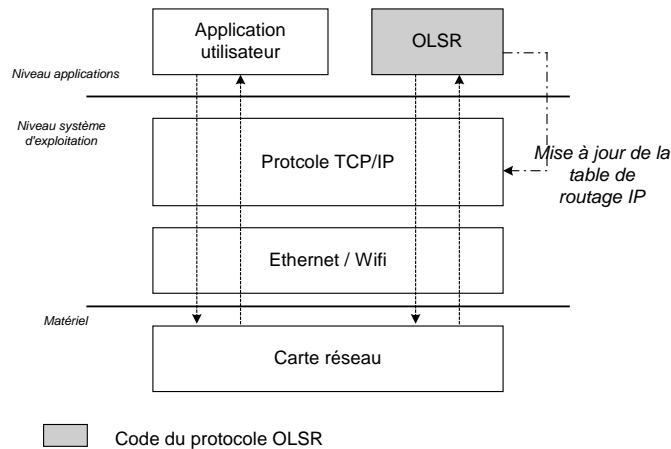 Application
utilisateur
OLSR
Niveau applications
Niveau système
d'exploitation
Protcole TCP/IP
Mise à jour de la
table de
routage IP
Ethernet / Wifi
Matériel
Carte réseau
Code du protocole OLSR